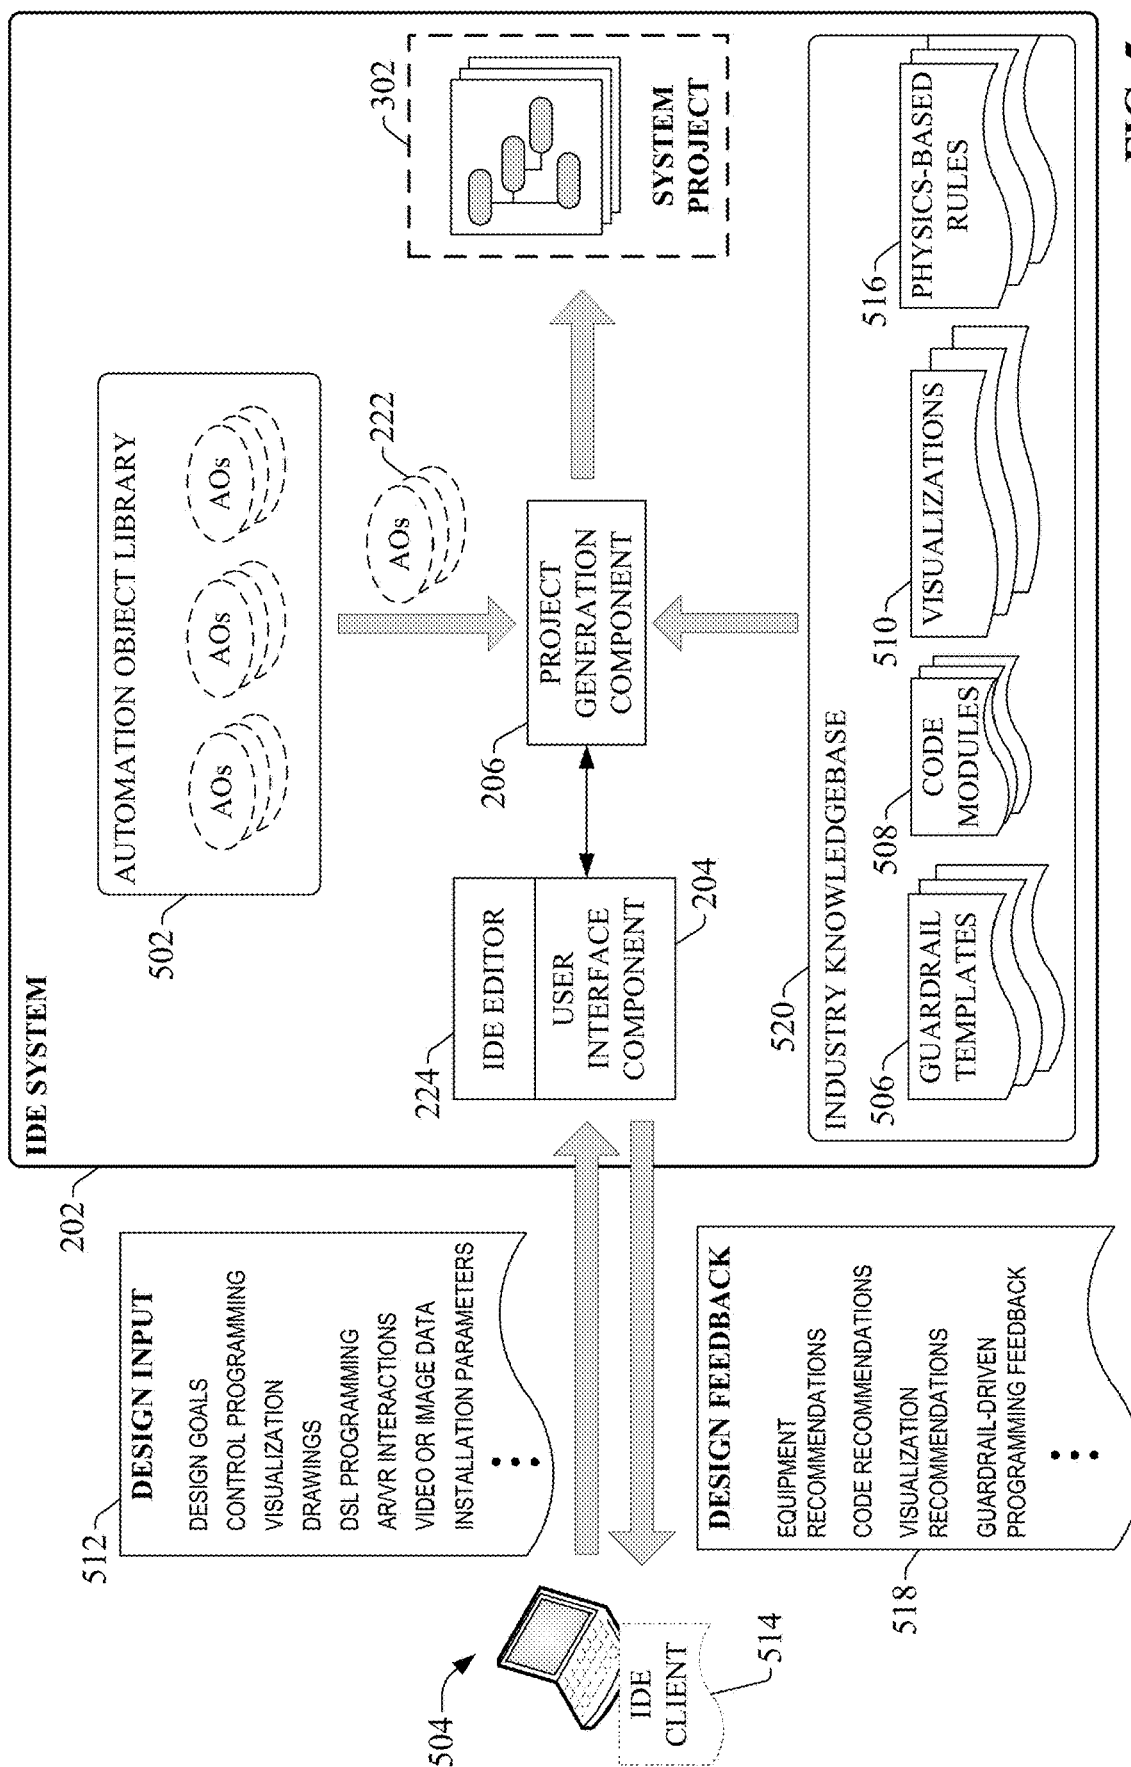 512
DESIGN INPUT
DESIGN GOALS
CONTROL PROGRAMMING
VISUALIZATION
DRAWINGS
DSL PROGRAMMING
AR/VR INTERACTIONS
VIDEO OR IMAGE DATA
INSTALLATION PARAMETERS
504
IDE
CLIENT
514
DESIGN FEEDBACK
EQUIPMENT
RECOMMENDATIONS
CODE RECOMMENDATIONS
VISUALIZATION
RECOMMENDATIONS
GUARDRAIL-DRIVEN
PROGRAMMING FEEDBACK
518
202
IDE SYSTEM
502
AUTOMATION OBJECT LIBRARY
AOs
AOs
AOs
AOs
222
224
IDE EDITOR
USER
INTERFACE
COMPONENT
204
206
PROJECT
GENERATION
COMPONENT
302
SYSTEM
PROJECT
520
INDUSTRY KNOWLEDGEBASE
506
GUARDRAIL
TEMPLATES
508
CODE
MODULES
510
VISUALIZATIONS
516
PHYSICS-BASED
RULES